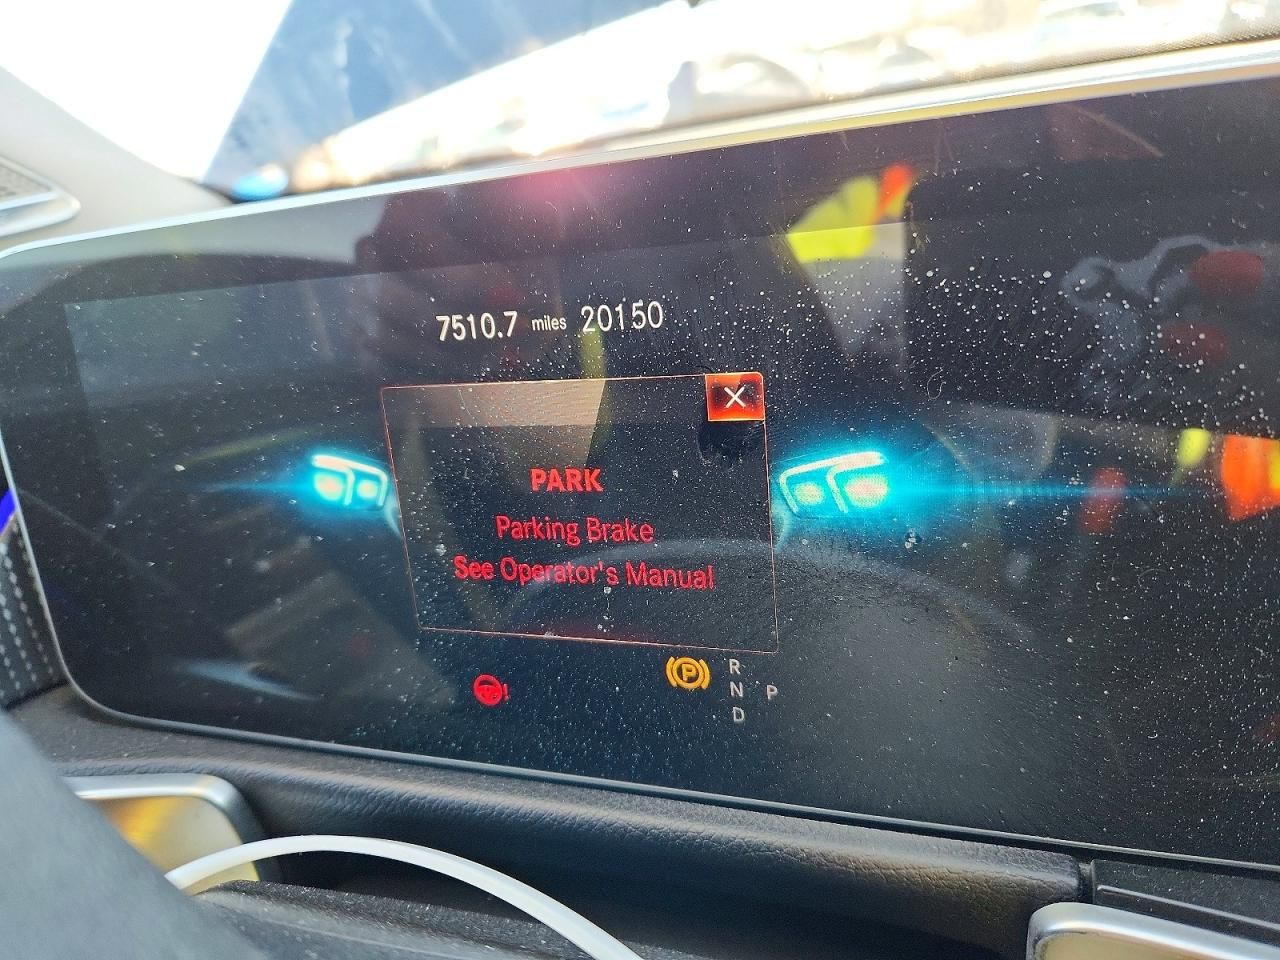 7510.7 miles 20150
X
PARK
Parking Brake
See Operator's Manual
P
R
N P
D